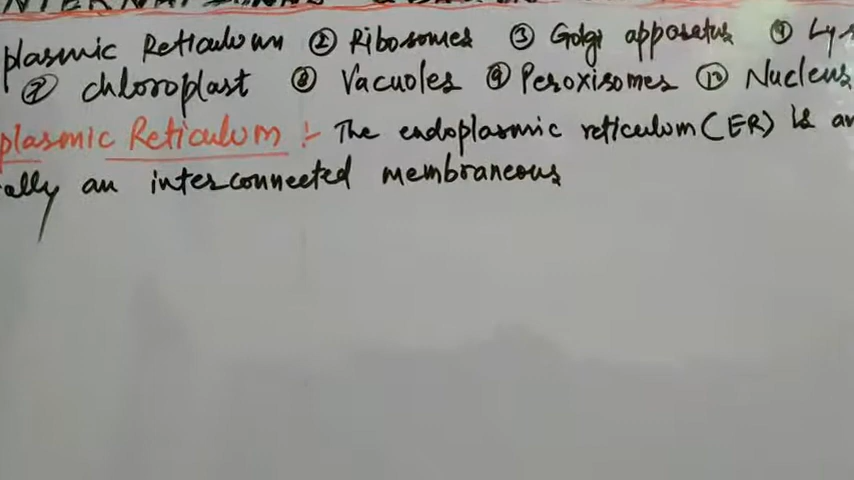 plasmic Reticulum ② Ribosomes ③ Golgi apparatus ④ Lys
⑦ chloroplast ⑧ Vacuoles ⑨ Peroxisomes ⑩ Nucleus
plasmic Reticulum :- The endoplasmic reticulum (ER) is an
ally an interconnected membraneous